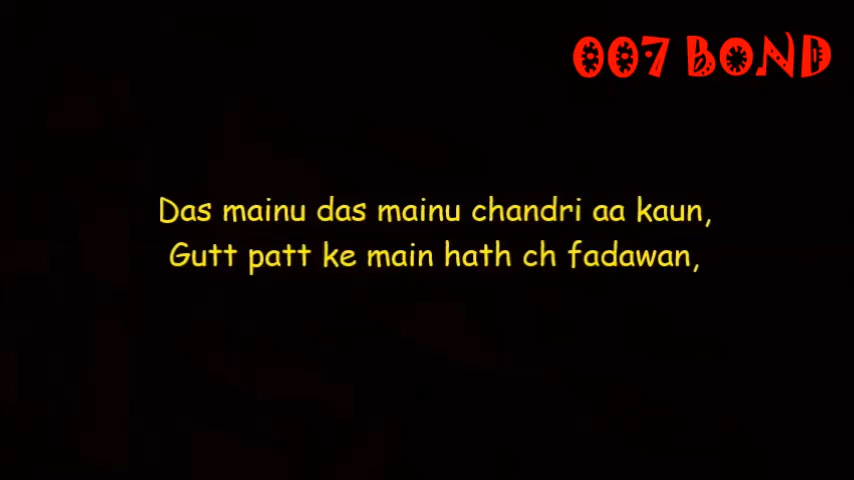 007 BOND
Das mainu das mainu chandri aa kaun,
Gutt patt ke main hath ch fadawan,